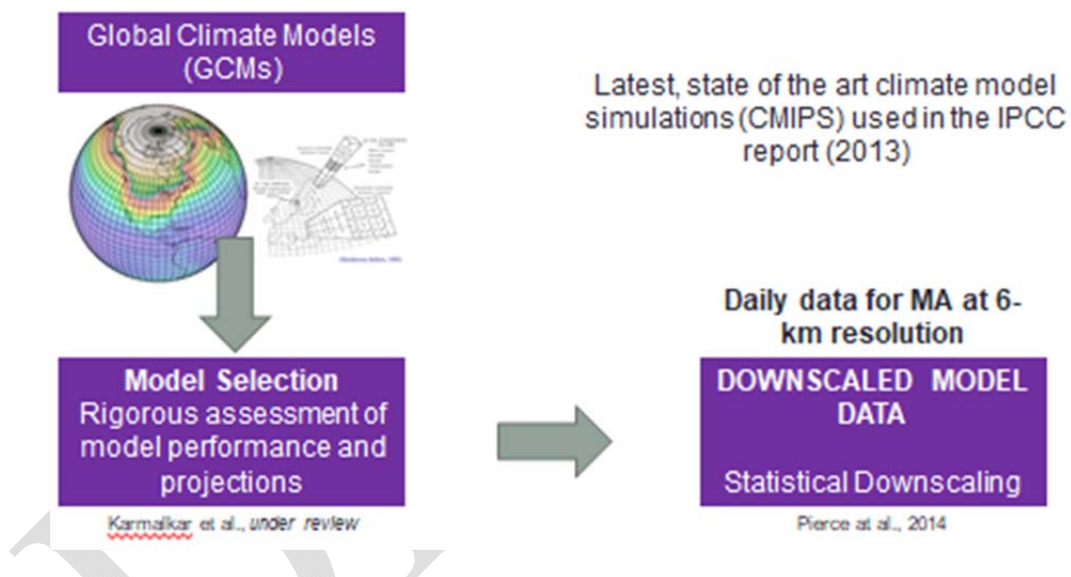 Global Climate Models
(GCMs)
Latest, state of the art climate model
simulations (CMIPS) used in the IPCC
report (2013)
Daily data for MA at 6-
km resolution
Model Selection
Rigorous assessment of
model performance and
projections
DOWNSCALED MODEL
DATA
Statistical Downscaling
Karmalkar et al., under review
Pierce at al., 2014